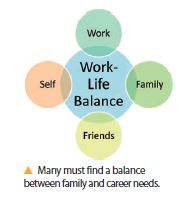 Work
Work-
Life
Balance
Self
Family
Friends
▲ Many must find a balance
between family and career needs.